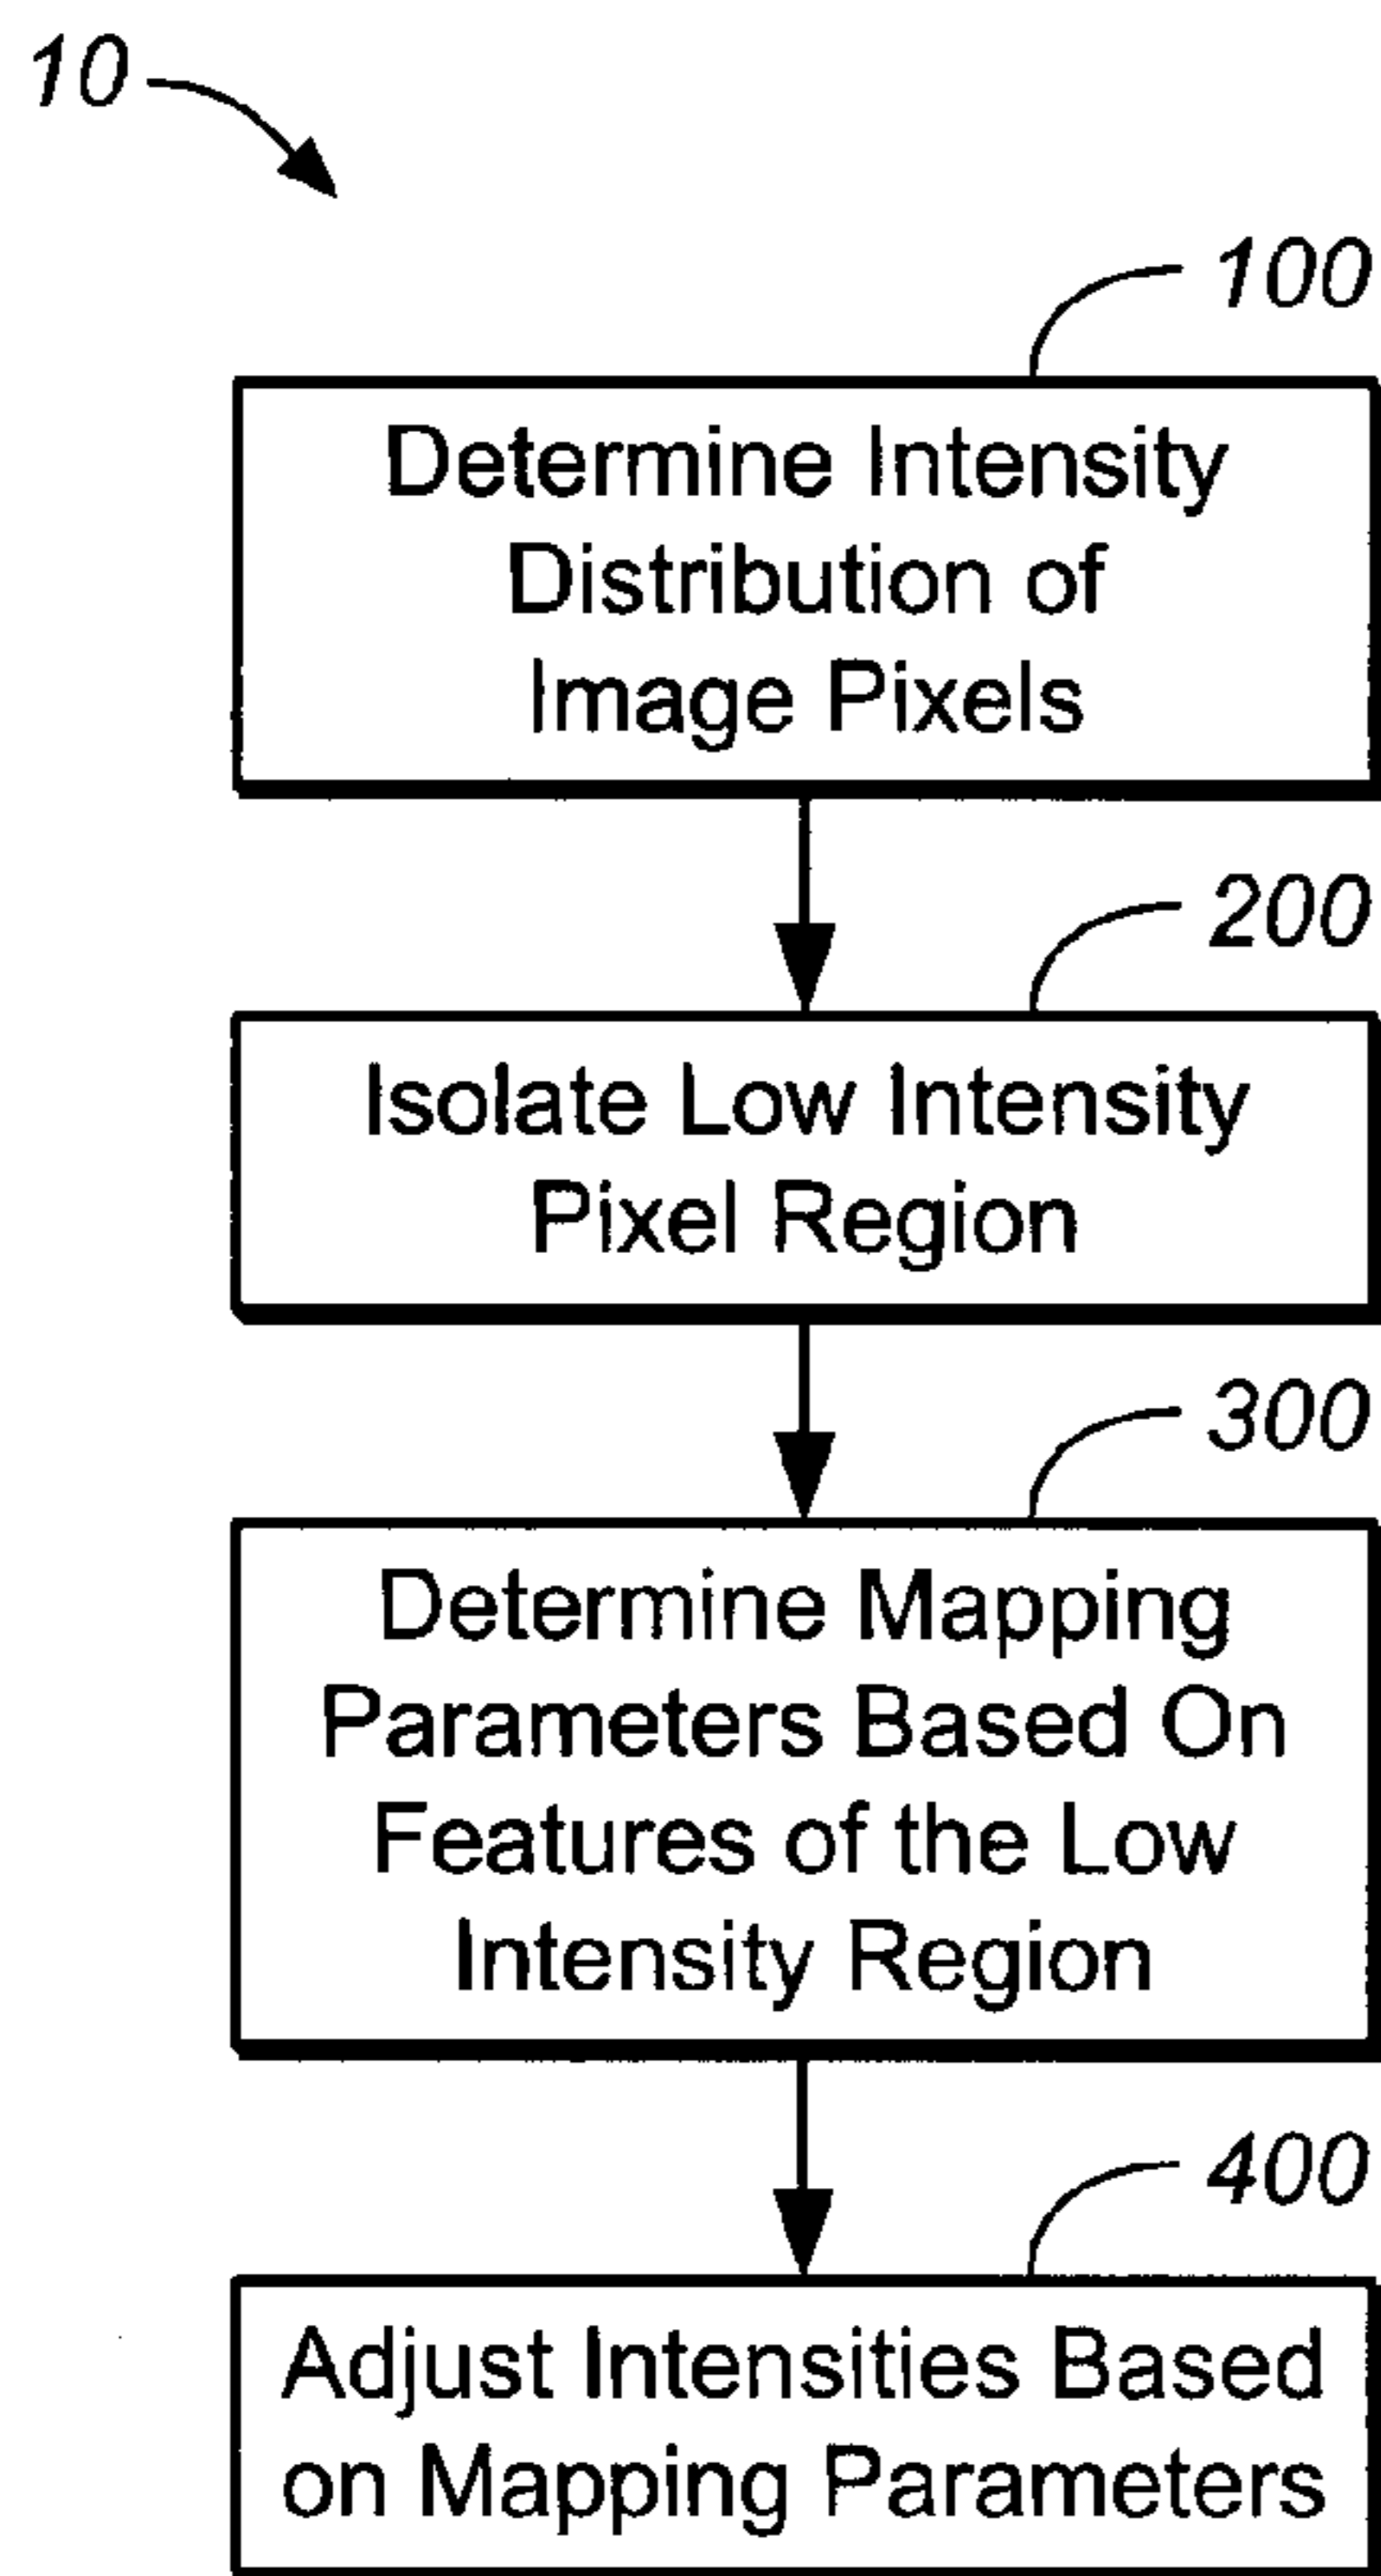 10
100
Determine Intensity
Distribution of
Image Pixels
200
Isolate Low Intensity
Pixel Region
300
Determine Mapping
Parameters Based On
Features of the Low
Intensity Region
400
Adjust Intensities Based
on Mapping Parameters